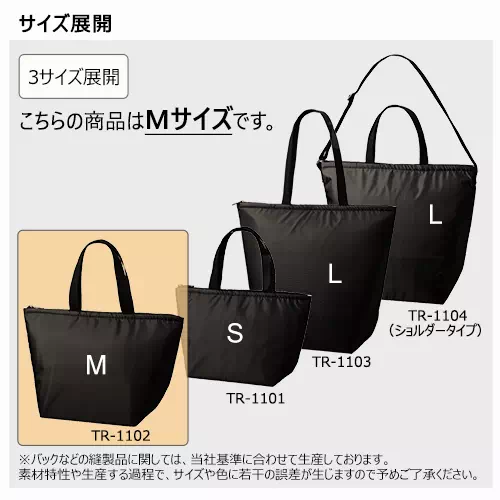 サイズ展開
3サイズ展開
こちらの商品はMサイズです。
L
L
TR-1104
（ショルダータイプ）
S
TR-1103
M
TR-1101
TR-1102
※バックなどの縫製品に関しては、当社基準に合わせて生産しております。
素材特性や生産する過程で、サイズや色に若干の誤差が生じますので予めご了承ください。